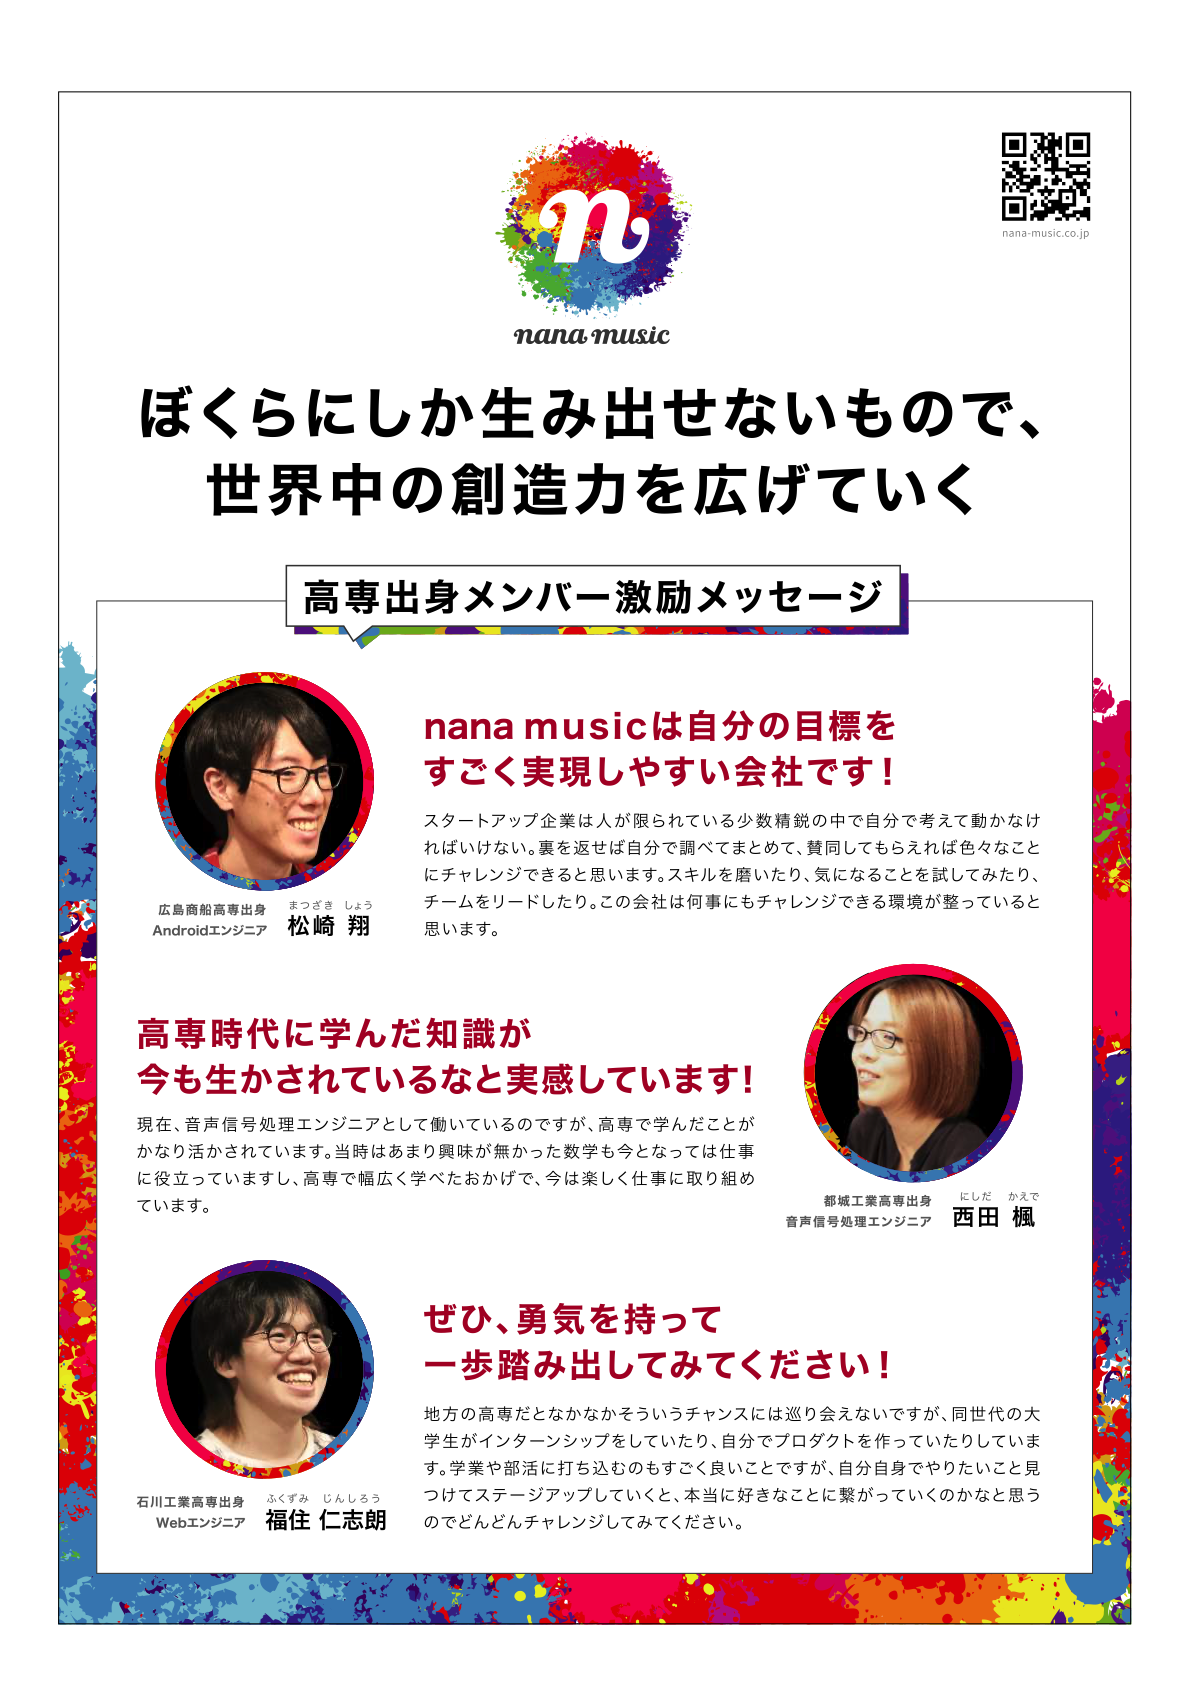 n
nana-music.co.jp
nana music
ぼくらにしか生み出せないもので、
世界中の創造力を広げていく
高専出身メンバー激励メッセージ
nana musicは自分の目標を
すごく実現しやすい会社です！
スタートアップ企業は人が限られている少数精鋭の中で自分で考えて動かなけ
ればいけない。裏を返せば自分で調べてまとめて、賛同してもらえれば色々なこと
にチャレンジできると思います。スキルを磨いたり、気になることを試してみたり、
チームをリードしたり。この会社は何事にもチャレンジできる環境が整っていると
思います。
広島商船高専出身
Androidエンジニア
まつざき しょう
松崎 翔
高専時代に学んだ知識が
今も生かされているなと実感しています！
現在、音声信号処理エンジニアとして働いているのですが、高専で学んだことが
かなり活かされています。当時はあまり興味が無かった数学も今となっては仕事
に役立っていますし、高専で幅広く学べたおかげで、今は楽しく仕事に取り組め
ています。
都城工業高専出身
音声信号処理エンジニア
にしだ かえで
西田 楓
ぜひ、勇気を持って
一歩踏み出してみてください！
地方の高専だとなかなかそういうチャンスには巡り会えないですが、同世代の大
学生がインターンシップをしていたり、自分でプロダクトを作っていたりしていま
す。学業や部活に打ち込むのもすごく良いことですが、自分自身でやりたいこと見
つけてステージアップしていくと、本当に好きなことに繋がっていくのかなと思う
のでどんどんチャレンジしてみてください。
石川工業高専出身
Webエンジニア
ふくずみ じんしろう
福住 仁志朗